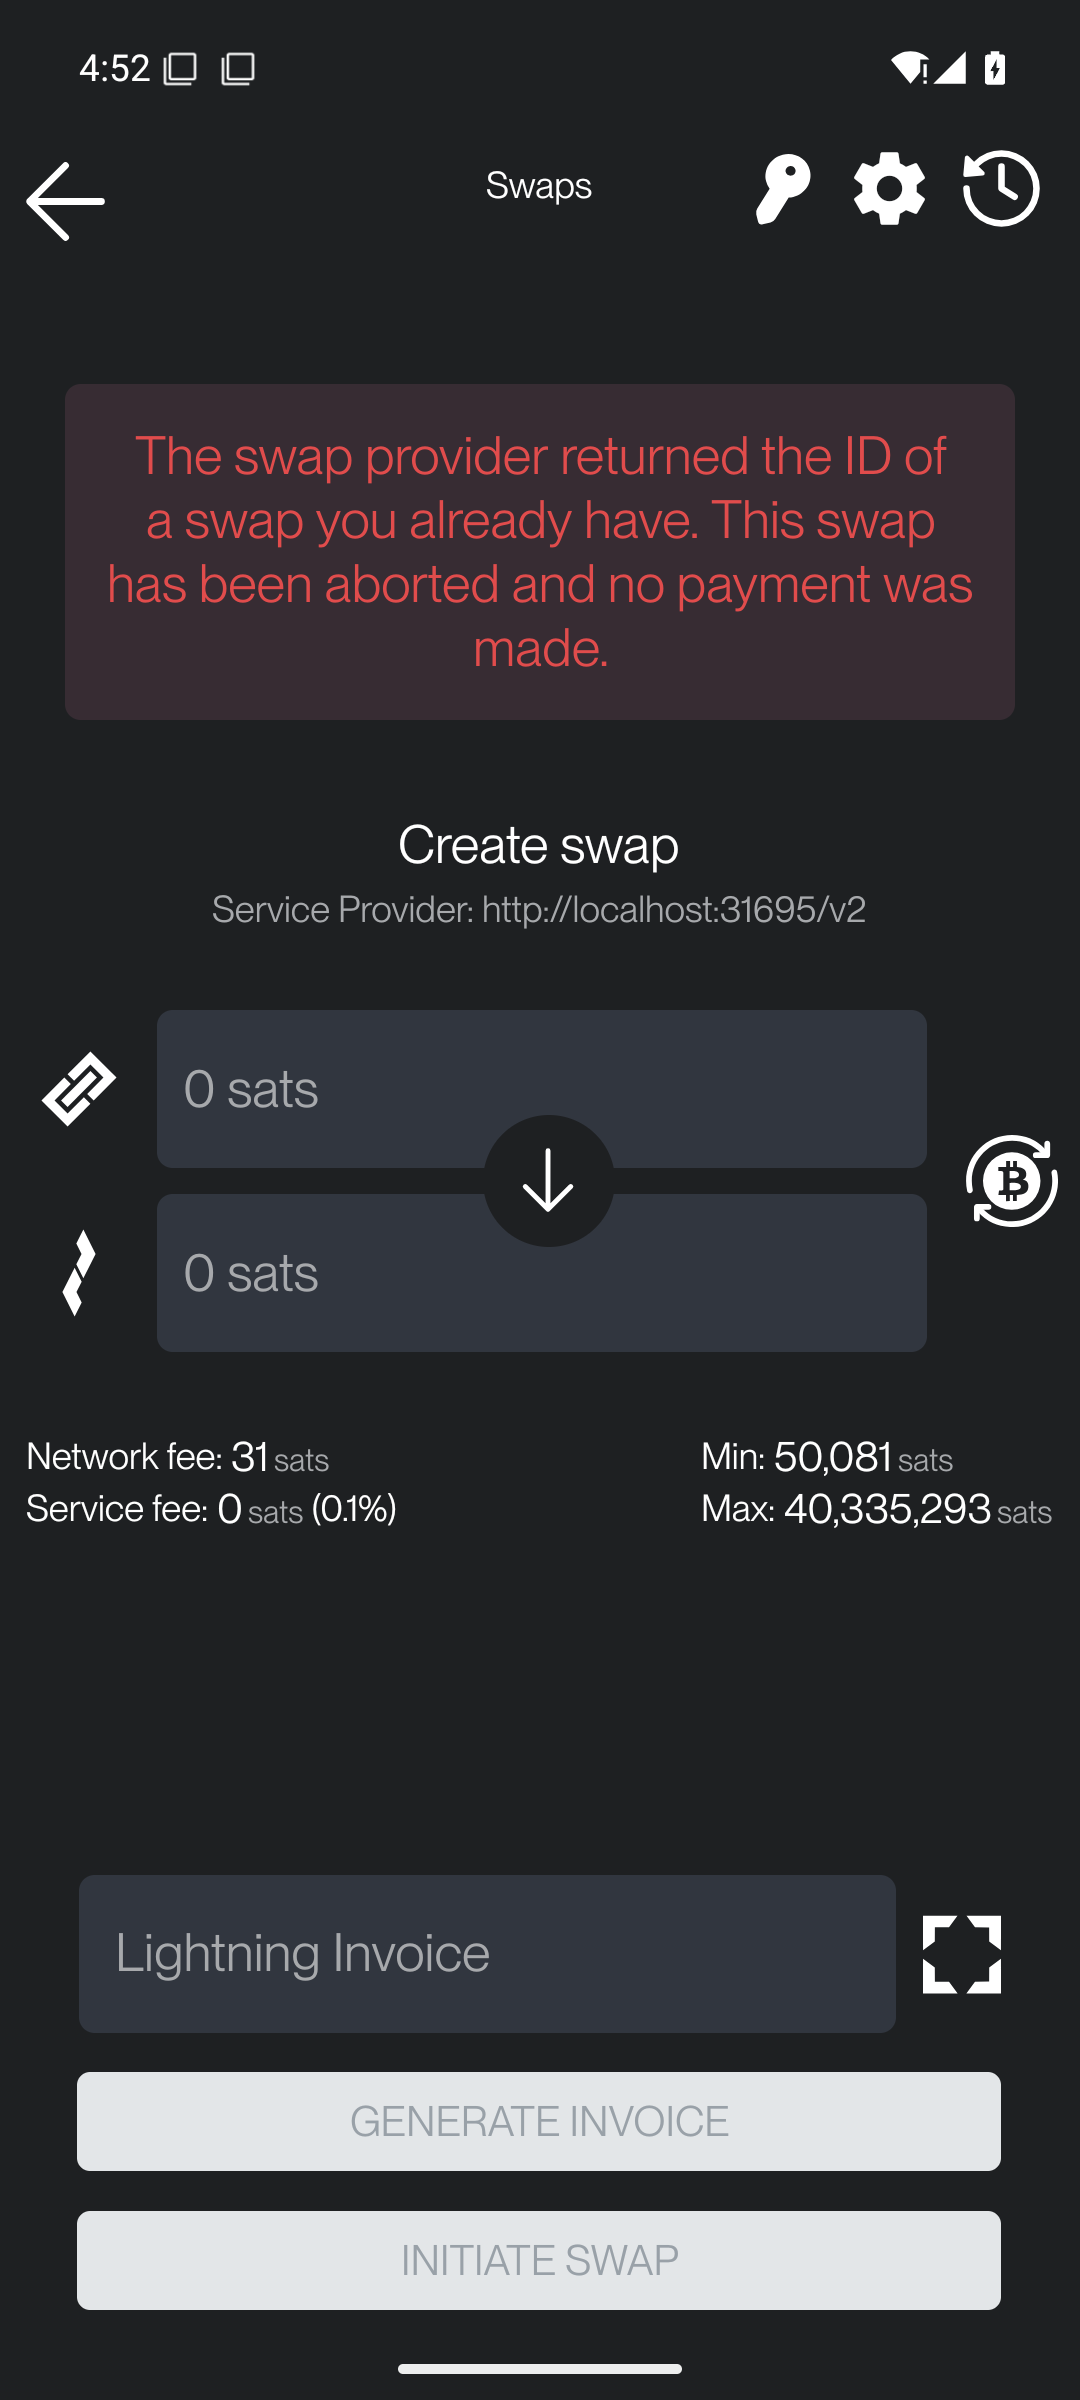 4:52
Swaps
The swap provider returned the ID of
a swap you already have. This swap
has been aborted and no payment was
made.
Create swap
Service Provider: http://localhost:31695/v2
0 sats
0 sats
Network fee: 31 sats
Service fee: 0 sats (0.1%)
Min: 50,081 sats
Max: 40,335,293 sats
Lightning Invoice
GENERATE INVOICE
INITIATE SWAP